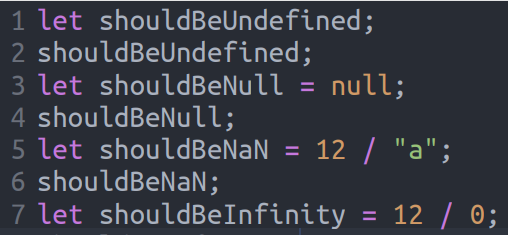 1 let shouldBeUndefined;
2 shouldBeUndefined;
3 let shouldBeNull = null;
4 shouldBeNull;
5 let shouldBeNaN = 12 / "a";
6 shouldBeNaN;
7 let shouldBeInfinity = 12 / 0;